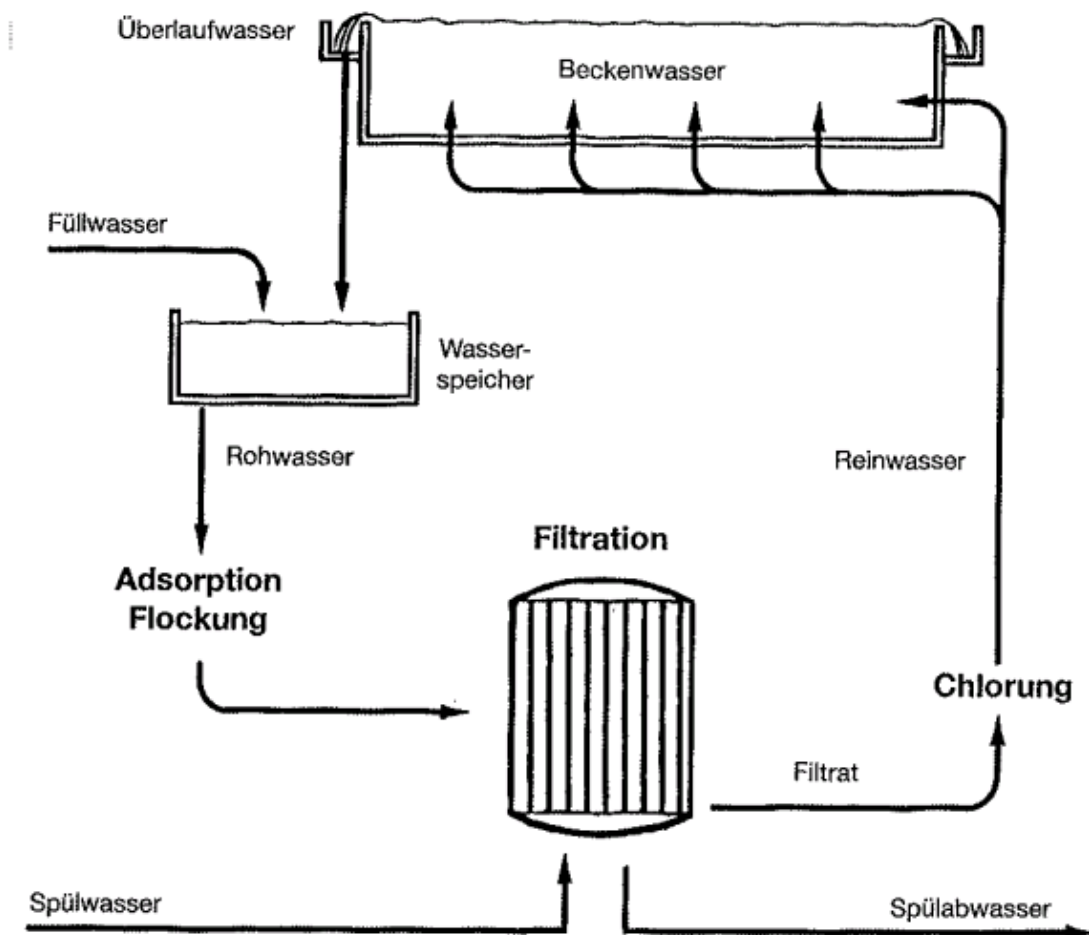 Überlaufwasser
Beckenwasser
Füllwasser
Wasser-
speicher
Rohwasser
Reinwasser
Filtration
Adsorption
Flockung
Chlorung
Filtrat
Spülwasser
Spülabwasser